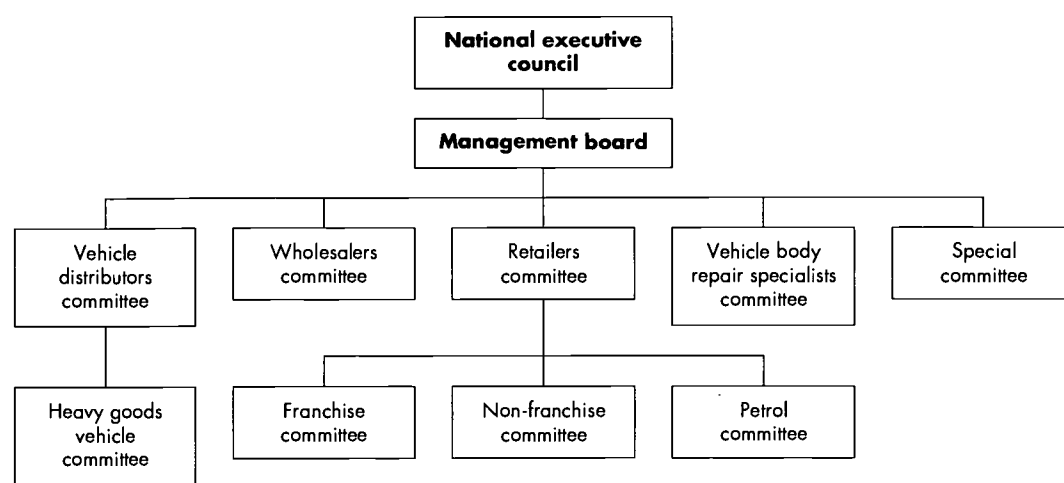 National executive
council
Management board
Vehicle
distributors
committee
Wholesalers
committee
Retailers
committee
Vehicle body
repair specialists
committee
Special
committee
Heavy goods
vehicle
committee
Franchise
committee
Non-franchise
committee
Petrol
committee